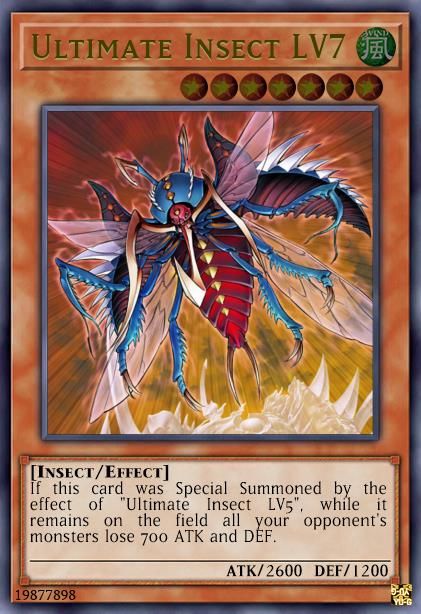 Ultimate Insect LV7
WIND
風
[Insect/Effect]
If this card was Special Summoned by the
effect of "Ultimate Insect LV5", while it
remains on the field all your opponent's
monsters lose 700 ATK and DEF.
ATK/2600 DEF/1200
19877898